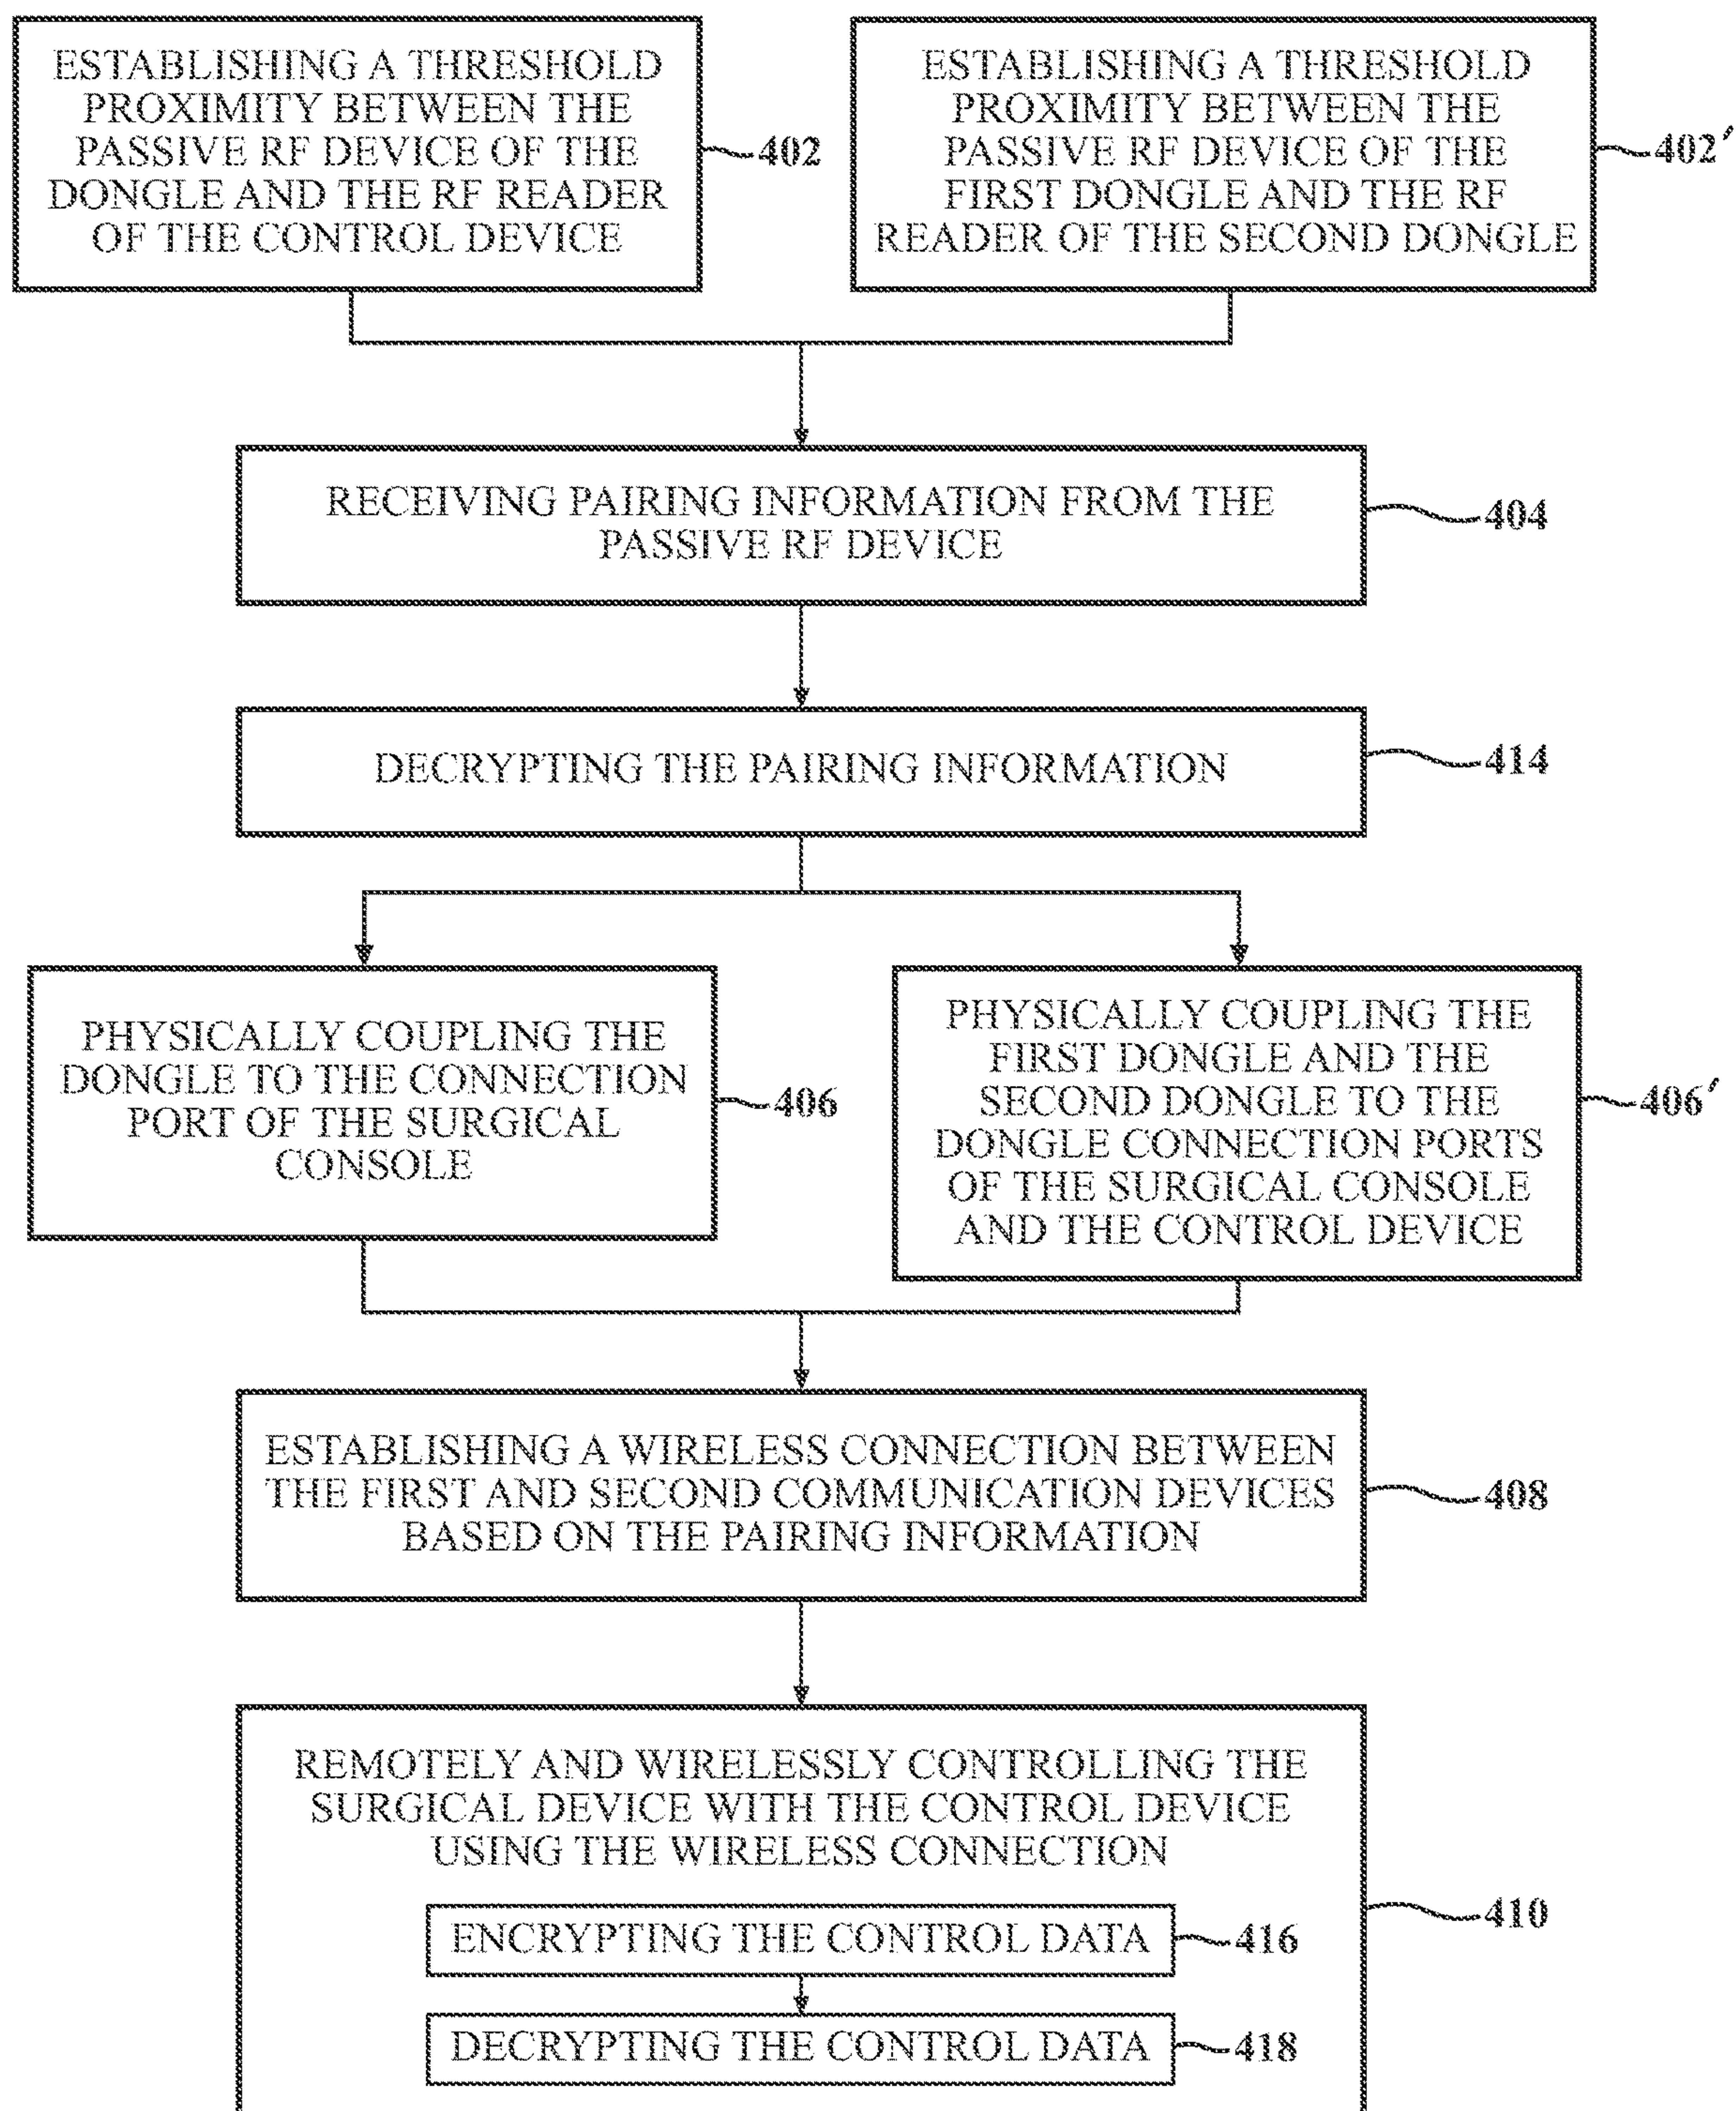 ESTABLISHING A THRESHOLD
PROXIMITY BETWEEN THE
PASSIVE RF DEVICE OF THE
DONGLE AND THE RF READER
OF THE CONTROL DEVICE
402
ESTABLISHING A THRESHOLD
PROXIMITY BETWEEN THE
PASSIVE RF DEVICE OF THE
FIRST DONGLE AND THE RF
READER OF THE SECOND DONGLE
402′
RECEIVING PAIRING INFORMATION FROM THE
PASSIVE RF DEVICE
404
DECRYPTING THE PAIRING INFORMATION
414
PHYSICALLY COUPLING THE
DONGLE TO THE CONNECTION
PORT OF THE SURGICAL
CONSOLE
406
PHYSICALLY COUPLING THE
FIRST DONGLE AND THE
SECOND DONGLE TO THE
DONGLE CONNECTION PORTS
OF THE SURGICAL CONSOLE
AND THE CONTROL DEVICE
406′
ESTABLISHING A WIRELESS CONNECTION BETWEEN
THE FIRST AND SECOND COMMUNICATION DEVICES
BASED ON THE PAIRING INFORMATION
408
REMOTELY AND WIRELESSLY CONTROLLING THE
SURGICAL DEVICE WITH THE CONTROL DEVICE
USING THE WIRELESS CONNECTION
410
ENCRYPTING THE CONTROL DATA
416
DECRYPTING THE CONTROL DATA
418